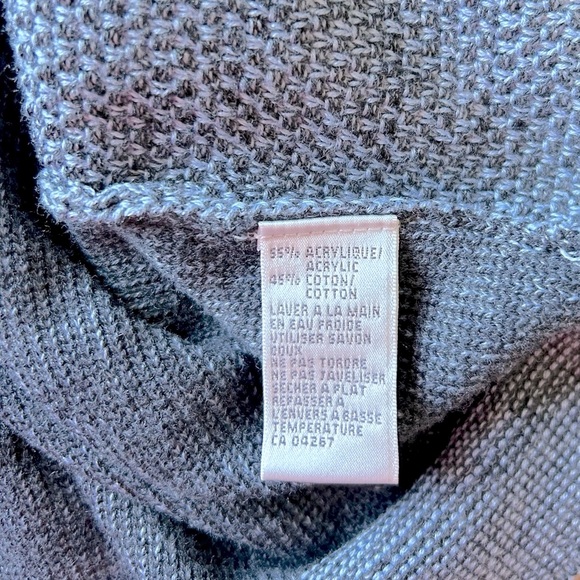 55% ACRYLIQUE/
ACRYLIC
45% COTON/
COTTON
LAVER A LA MAIN
EN EAU FROIDE
UTILISER SAVON
DOUX
NE PAS TORDRE
NE PAS TAVELISER
SECHER A PLAT
REPASSER A
L'ENVERS A BASSE
TEMPERATURE
CA 04267